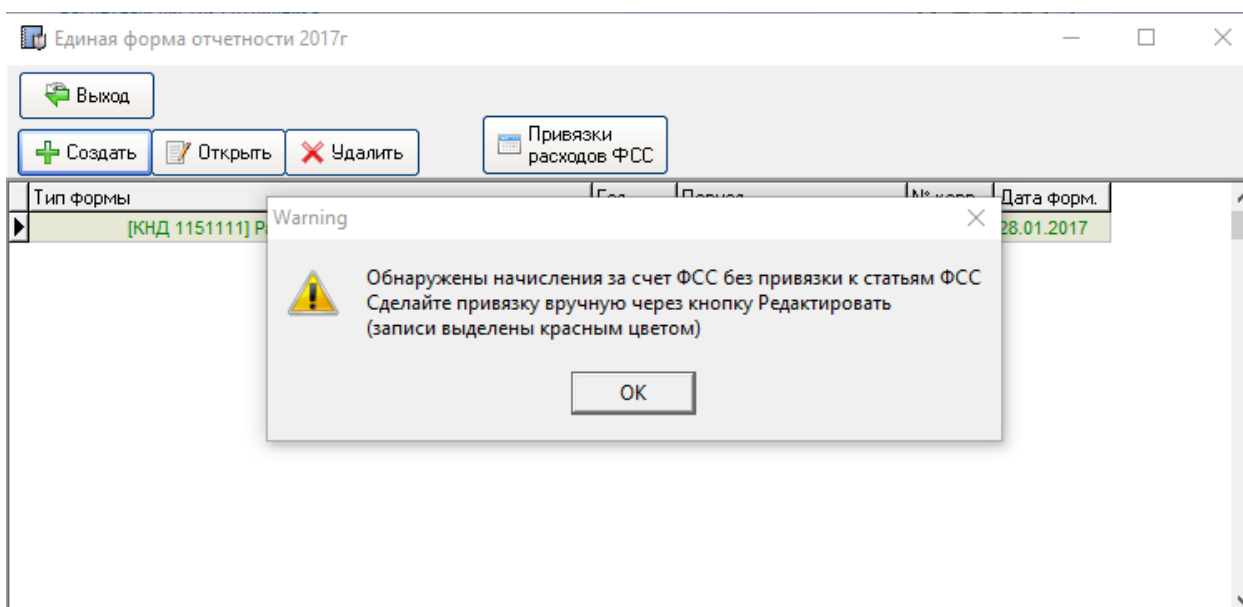 Единая форма отчетности 2017г
Выход
Создать
Открыть
Удалить
Привязки
расходов ФСС
Тип формы
Дата форм.
[КНД 1151111]
28.01.2017
Warning
Обнаружены начисления за счет ФСС без привязки к статьям ФСС
Сделайте привязку вручную через кнопку Редактировать
(записи выделены красным цветом)
OK